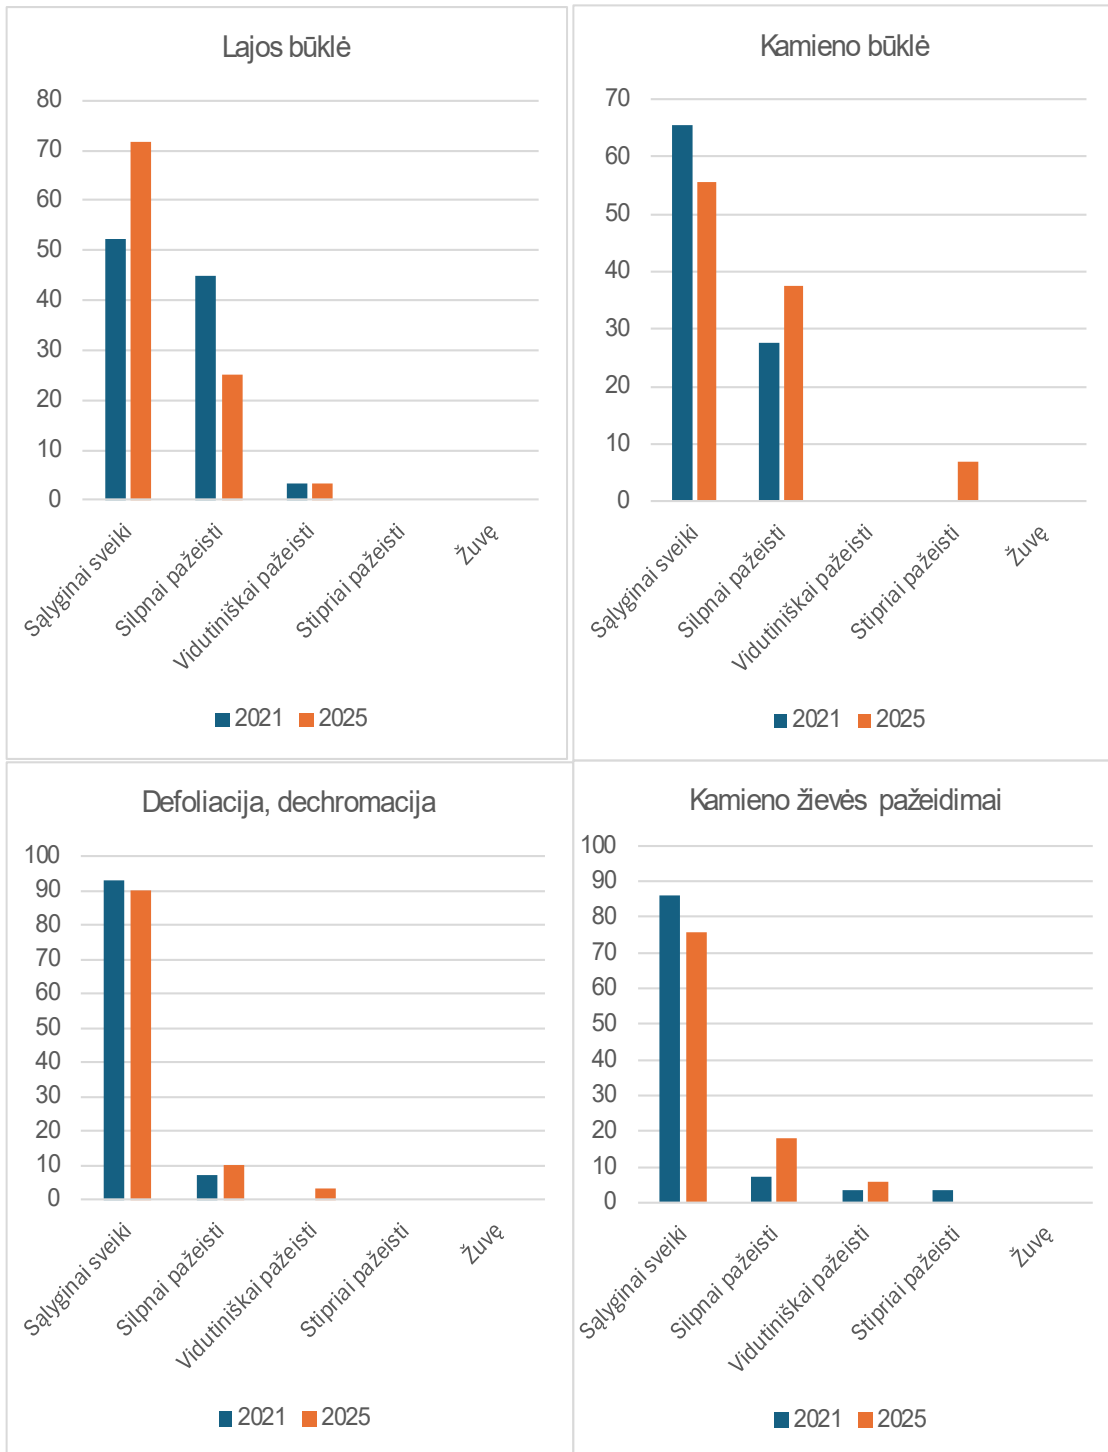 Lajos būklė
80
70
60
50
40
30
20
10
0
Sąlyginai sveiki
Silpnai pažeisti
Vidutiniškai pažeisti
Stipriai pažeisti
Žuvę
2021 2025
Kamieno būklė
70
60
50
40
30
20
10
0
Sąlyginai sveiki
Silpnai pažeisti
Vidutiniškai pažeisti
Stipriai pažeisti
Žuvę
2021 2025
Defoliacija, dechromacija
100
90
80
70
60
50
40
30
20
10
0
Sąlyginai sveiki
Silpnai pažeisti
Vidutiniškai pažeisti
Stipriai pažeisti
Žuvę
2021 2025
Kamieno žievės pažeidimai
100
90
80
70
60
50
40
30
20
10
0
Sąlyginai sveiki
Silpnai pažeisti
Vidutiniškai pažeisti
Stipriai pažeisti
Žuvę
2021 2025